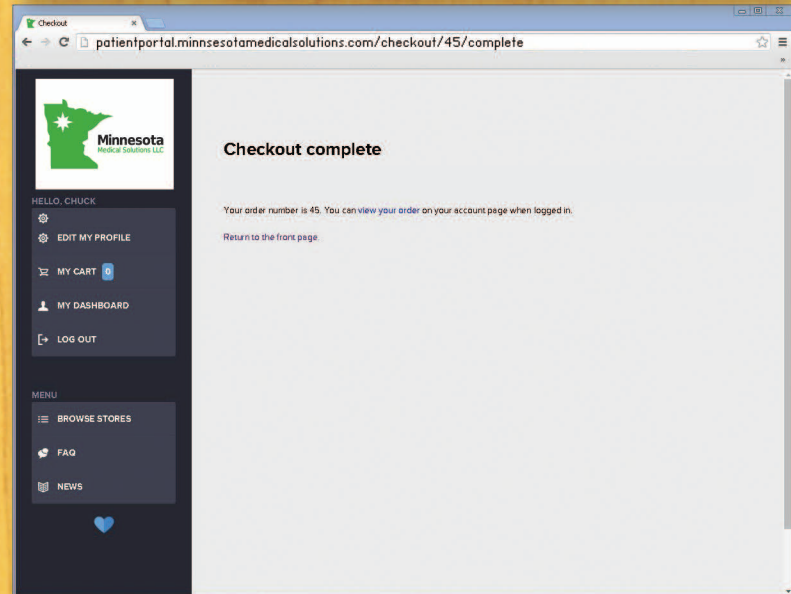 Checkout
patientportal.minnsesotamedicalsolutions.com/checkout/45/complete
Minnesota
Medical Solutions LLC
HELLO, CHUCK
EDIT MY PROFILE
MY CART 0
MY DASHBOARD
LOG OUT
MENU
BROWSE STORES
FAQ
NEWS
Checkout complete
Your order number is 45. You can view your order on your account page when logged in.
Return to the front page.